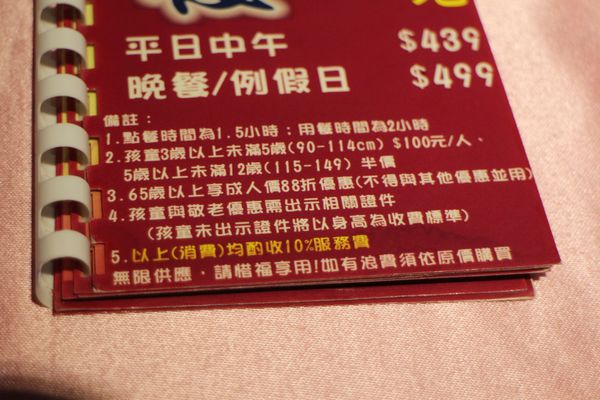 平日中午 $439
晚餐/例假日 $499
備註：
1.點餐時間為1.5小時；用餐時間為2小時
2.孩童3歲以上未滿5歲(90-114cm) $100元/人、
5歲以上未滿12歲(115-149) 半價
3.65歲以上享成人價88折優惠(不得與其他優惠並用)
4.孩童與敬老優惠需出示相關證件
(孩童未出示證件將以身高為收費標準)
5.以上(消費)均酌收10%服務費
無限供應，請惜福享用!如有浪費須依原價購買